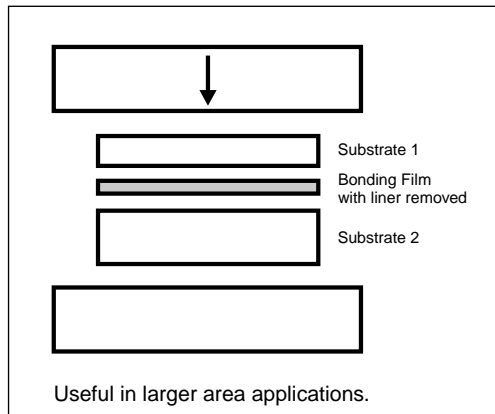 Substrate 1
Bonding Film
with liner removed
Substrate 2
Useful in larger area applications.